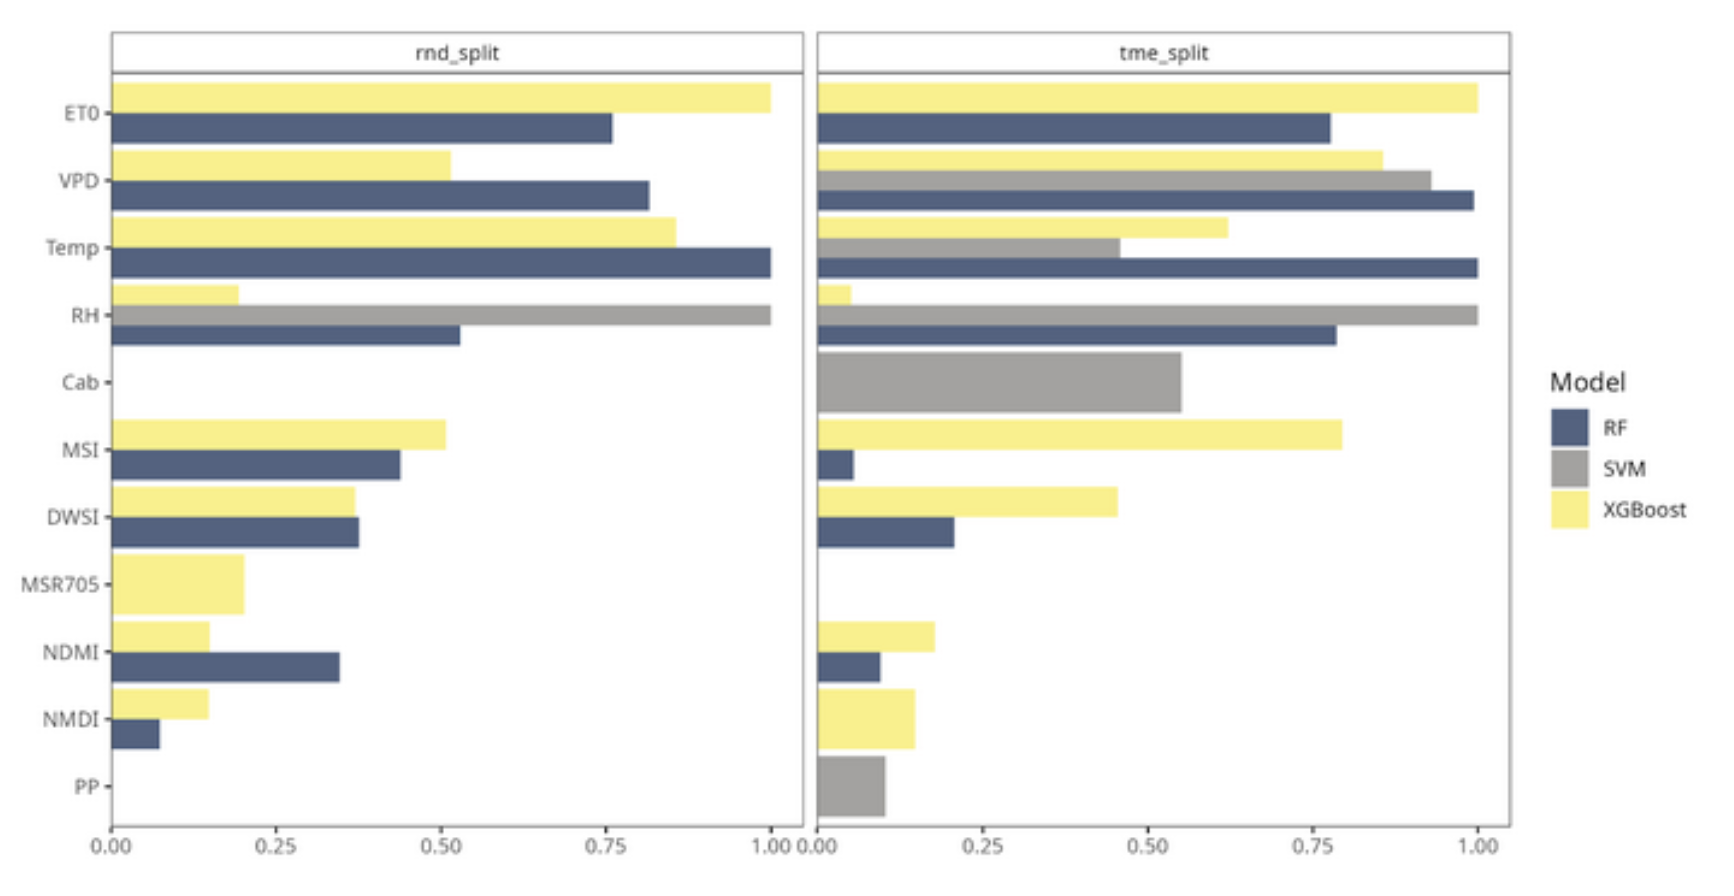 rnd_split
tme_split
ET0
VPD
Temp
RH
Cab
MSI
DWSI
MSR705
NDMI
NMDI
PP
0.00 0.25 0.50 0.75 1.00
0.00 0.25 0.50 0.75 1.00
Model
RF
SVM
XGBoost